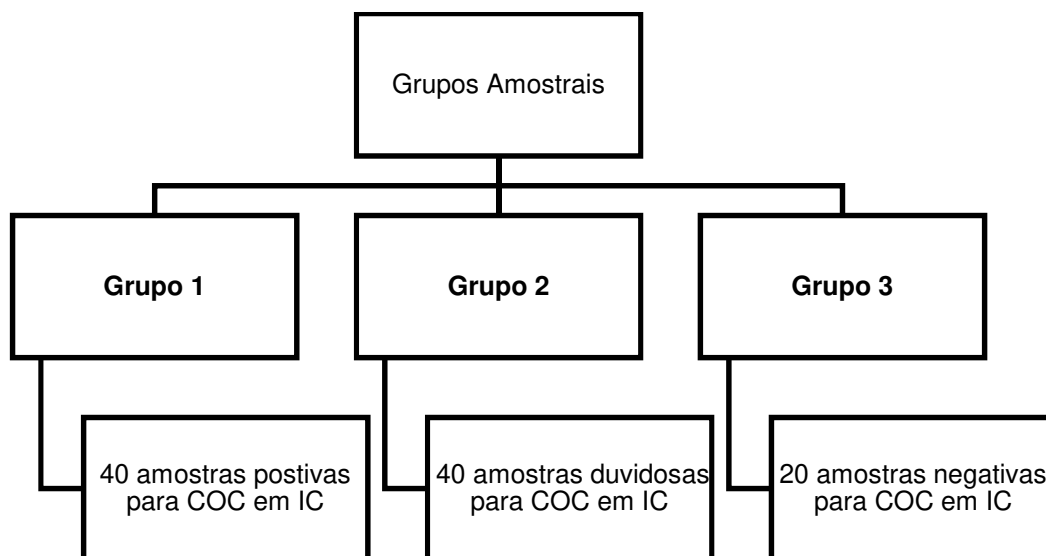 Grupos Amostrais
Grupo 1
Grupo 2
Grupo 3
40 amostras postivas
para COC em IC
40 amostras duvidosas
para COC em IC
20 amostras negativas
para COC em IC